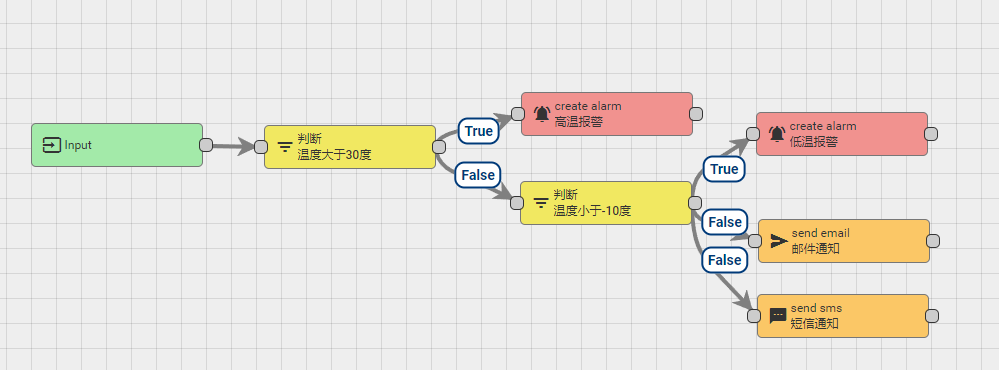 Input
判断
温度大于30度
True
False
create alarm
高温报警
判断
温度小于-10度
True
False
False
create alarm
低温报警
send email
邮件通知
send sms
短信通知